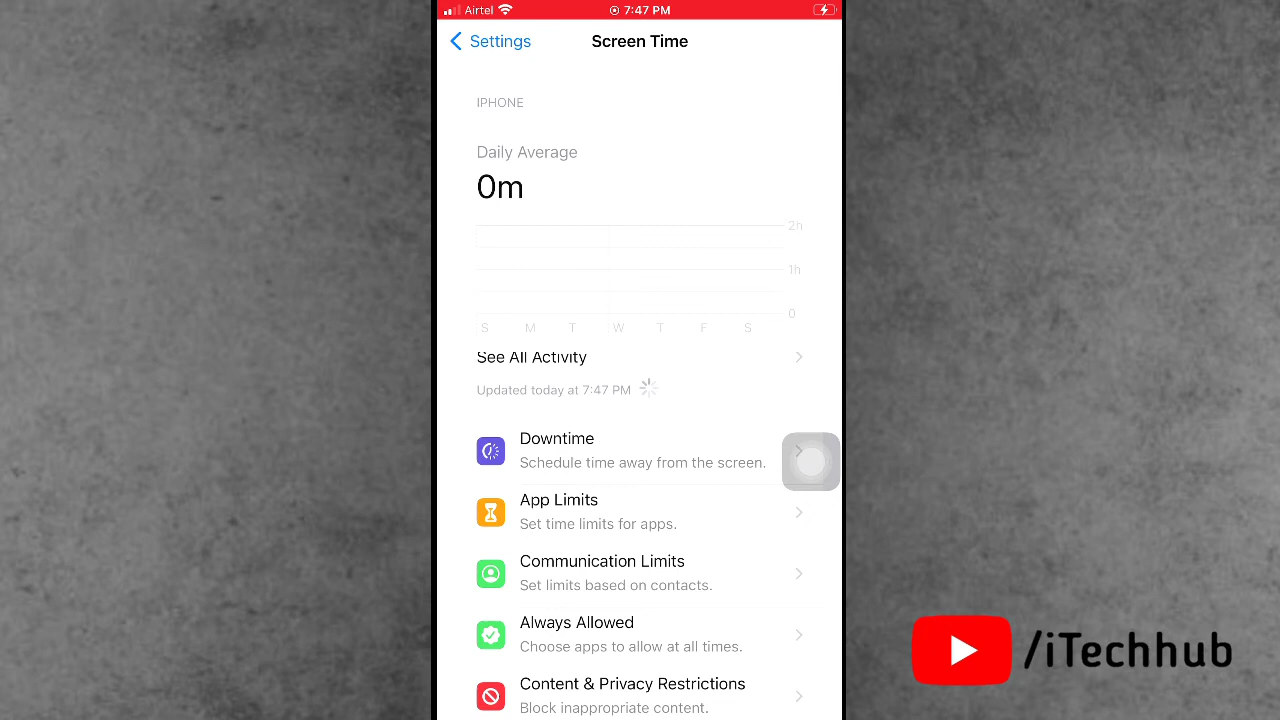 Airtel 7:47 PM
Settings Screen Time
IPHONE
Daily Average
0m
2h
1h
0
S M T W T F S
See All Activity
Updated today at 7:47 PM
Downtime
Schedule time away from the screen.
App Limits
Set time limits for apps.
Communication Limits
Set limits based on contacts.
Always Allowed
Choose apps to allow at all times.
Content & Privacy Restrictions
Block inappropriate content.
/iTechhub